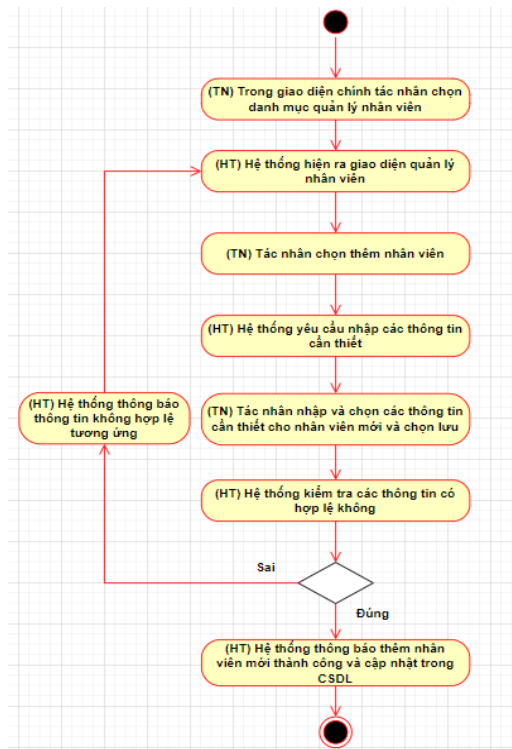 (TN) Trong giao diện chính tác nhân chọn
danh mục quản lý nhân viên
(HT) Hệ thống hiện ra giao diện quản lý
nhân viên
(TN) Tác nhân chọn thêm nhân viên
(HT) Hệ thống yêu cầu nhập các thông tin
cần thiết
(HT) Hệ thống thông báo
thông tin không hợp lệ
tương ứng
(TN) Tác nhân nhập và chọn các thông tin
cần thiết cho nhân viên mới và chọn lưu
(HT) Hệ thống kiểm tra các thông tin có
hợp lệ không
Sai
Đúng
(HT) Hệ thống thông báo thêm nhân
viên mới thành công và cập nhật trong
CSDL